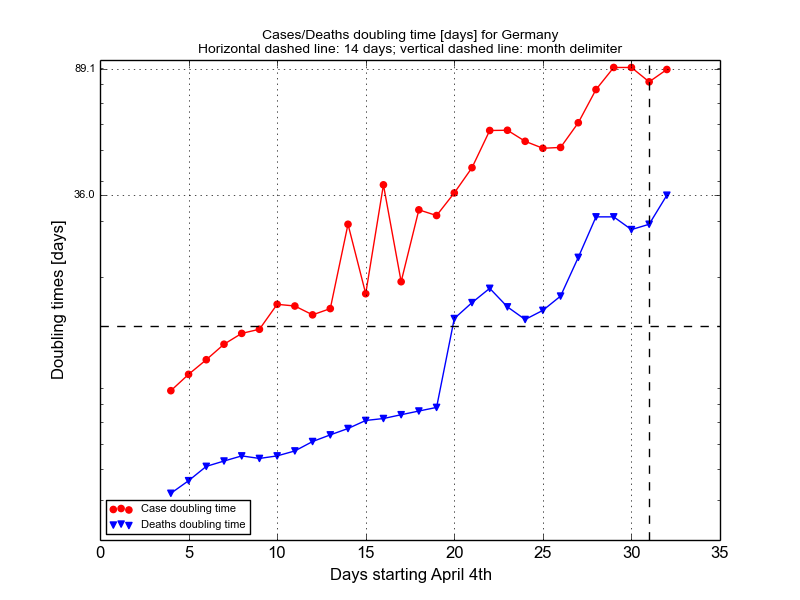 Cases/Deaths doubling time [days] for Germany
Horizontal dashed line: 14 days; vertical dashed line: month delimiter
89.1
36.0
Doubling times [days]
Case doubling time
Deaths doubling time
0 5 10 15 20 25 30 35
Days starting April 4th